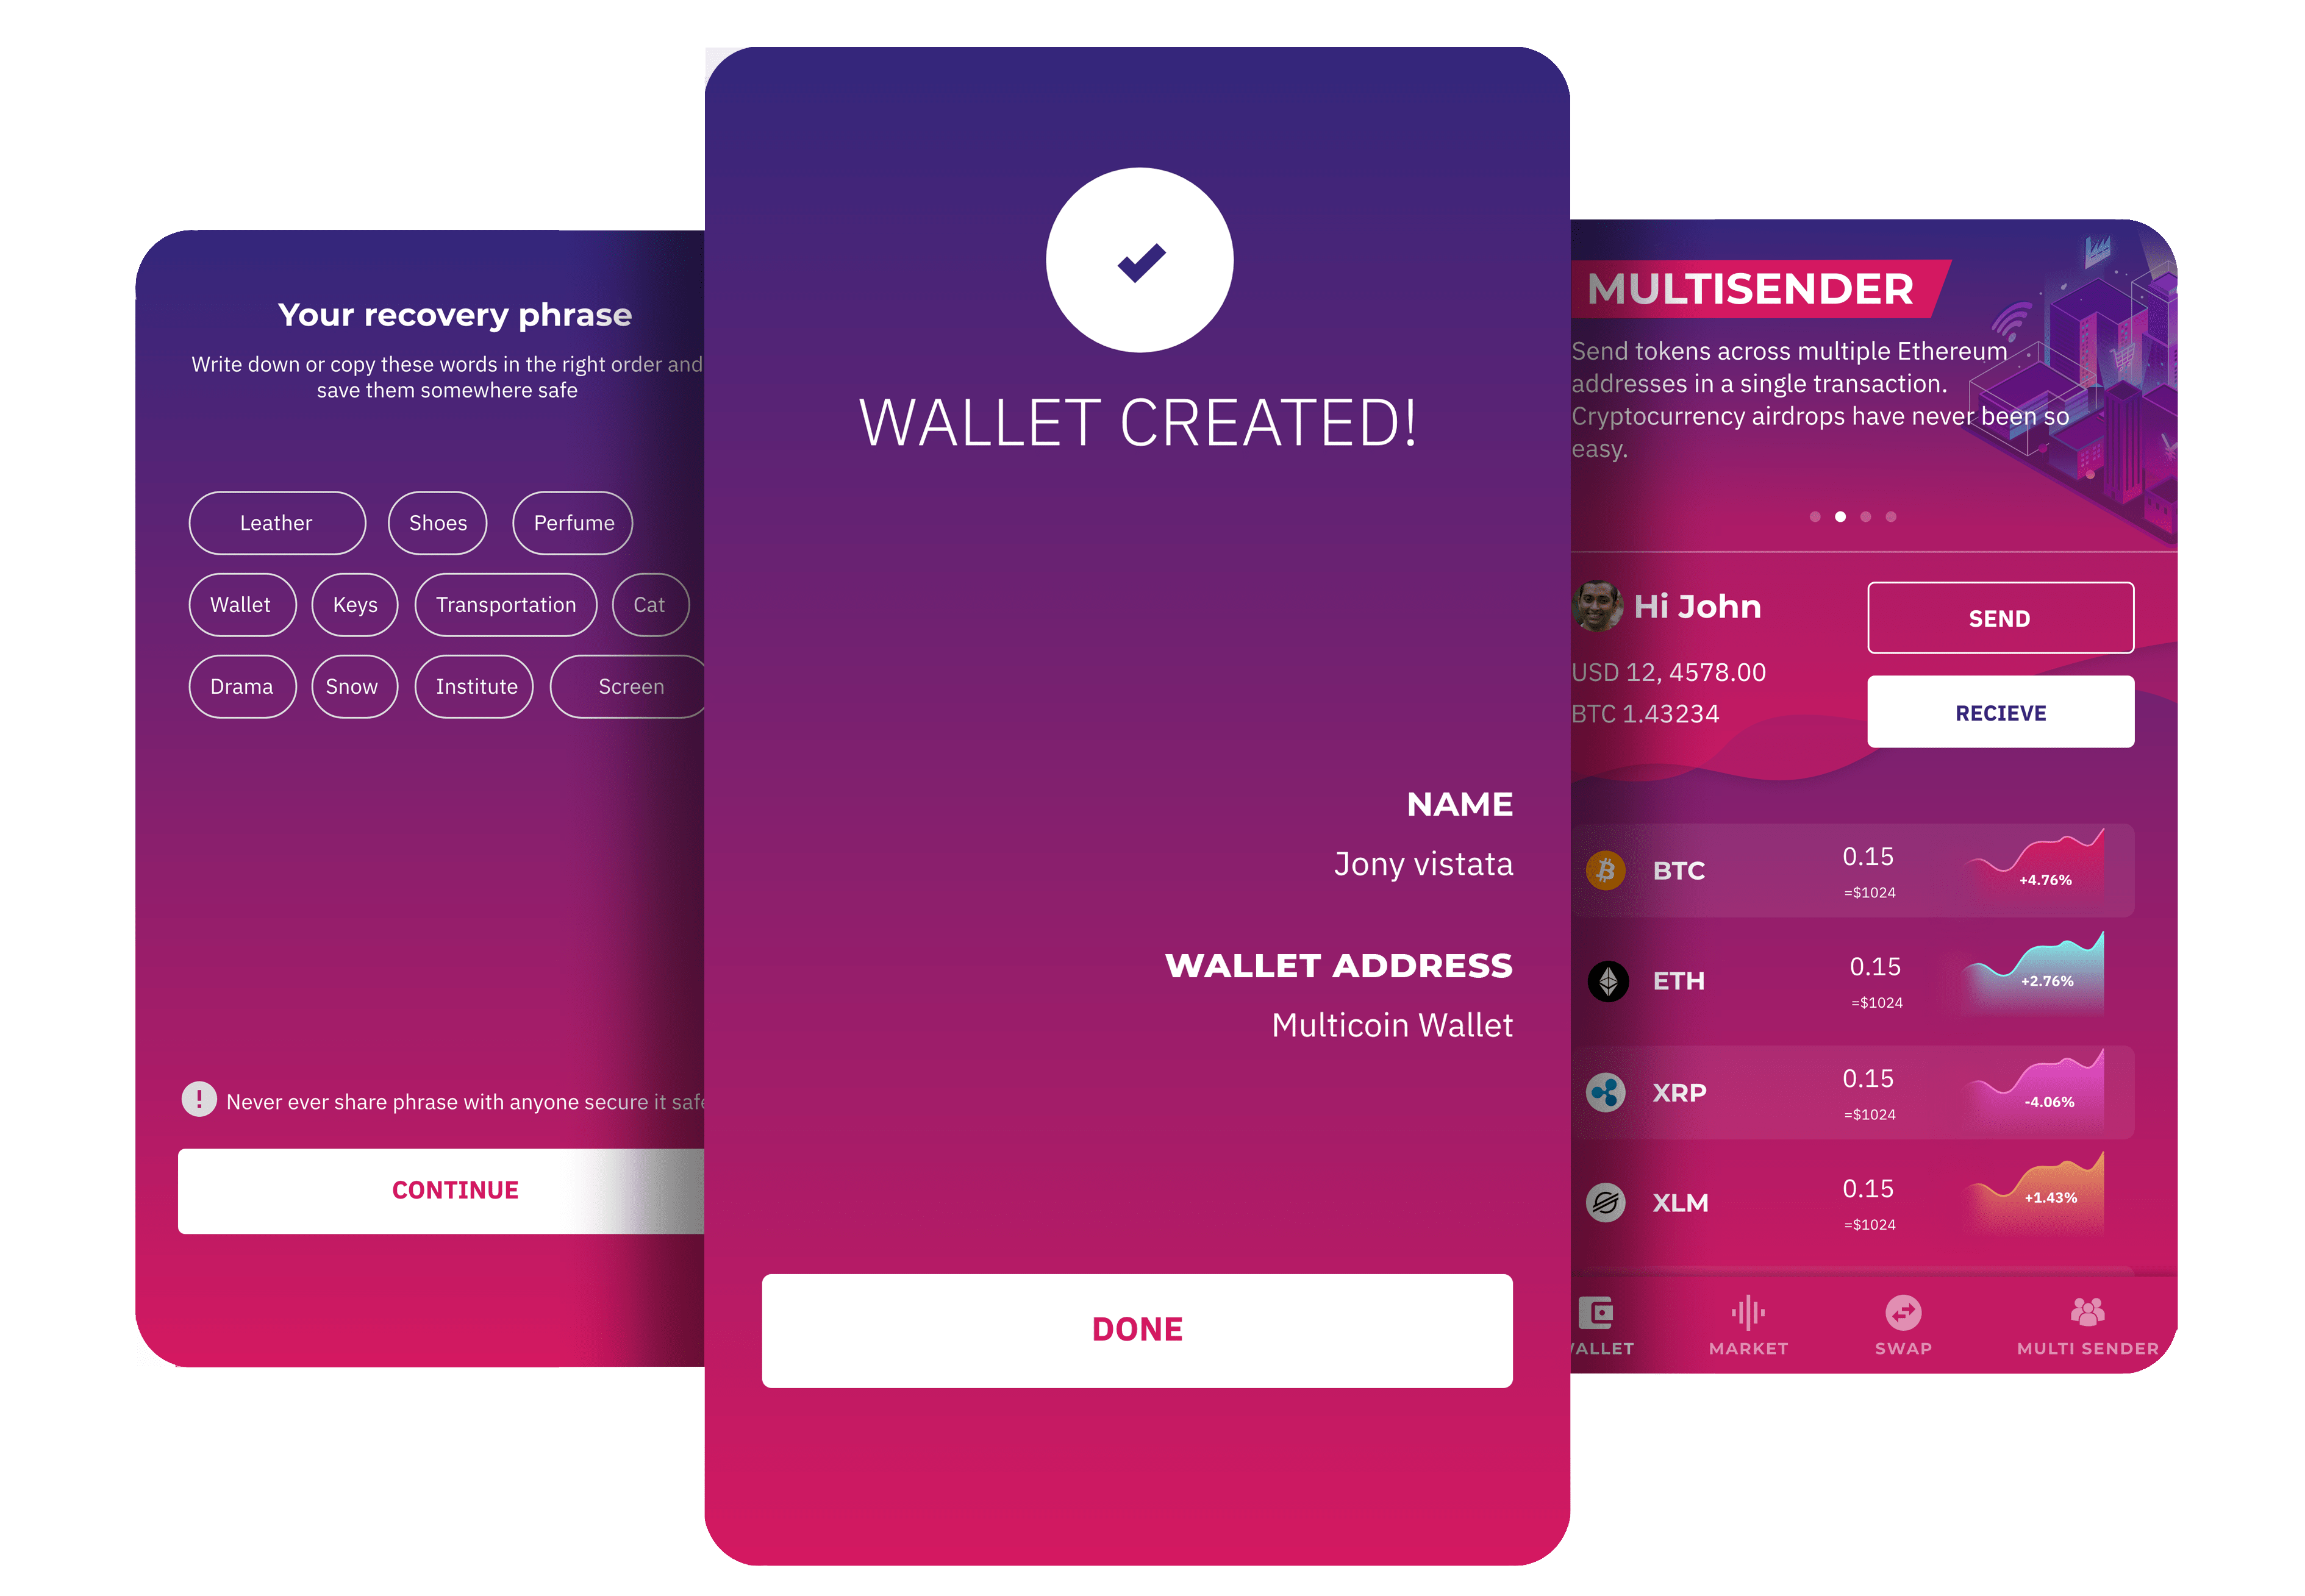 Your recovery phrase
Write down or copy these words in the right order and
save them somewhere safe
Leather Shoes Perfume
Wallet Keys Transportation Cat
Drama Snow Institute Screen
! Never ever share phrase with anyone secure it safe
CONTINUE
WALLET CREATED!
NAME
Jony vistata
WALLET ADDRESS
Multicoin Wallet
DONE
MULTISENDER
Send tokens across multiple Ethereum
addresses in a single transaction.
Cryptocurrency airdrops have never been so
easy.
Hi John
SEND
USD 12, 4578.00
BTC 1.43234
RECIEVE
BTC 0.15 +4.76%
=$1024
ETH 0.15 +2.76%
=$1024
XRP 0.15 -4.06%
=$1024
XLM 0.15 +1.43%
=$1024
WALLET MARKET SWAP MULTI SENDER